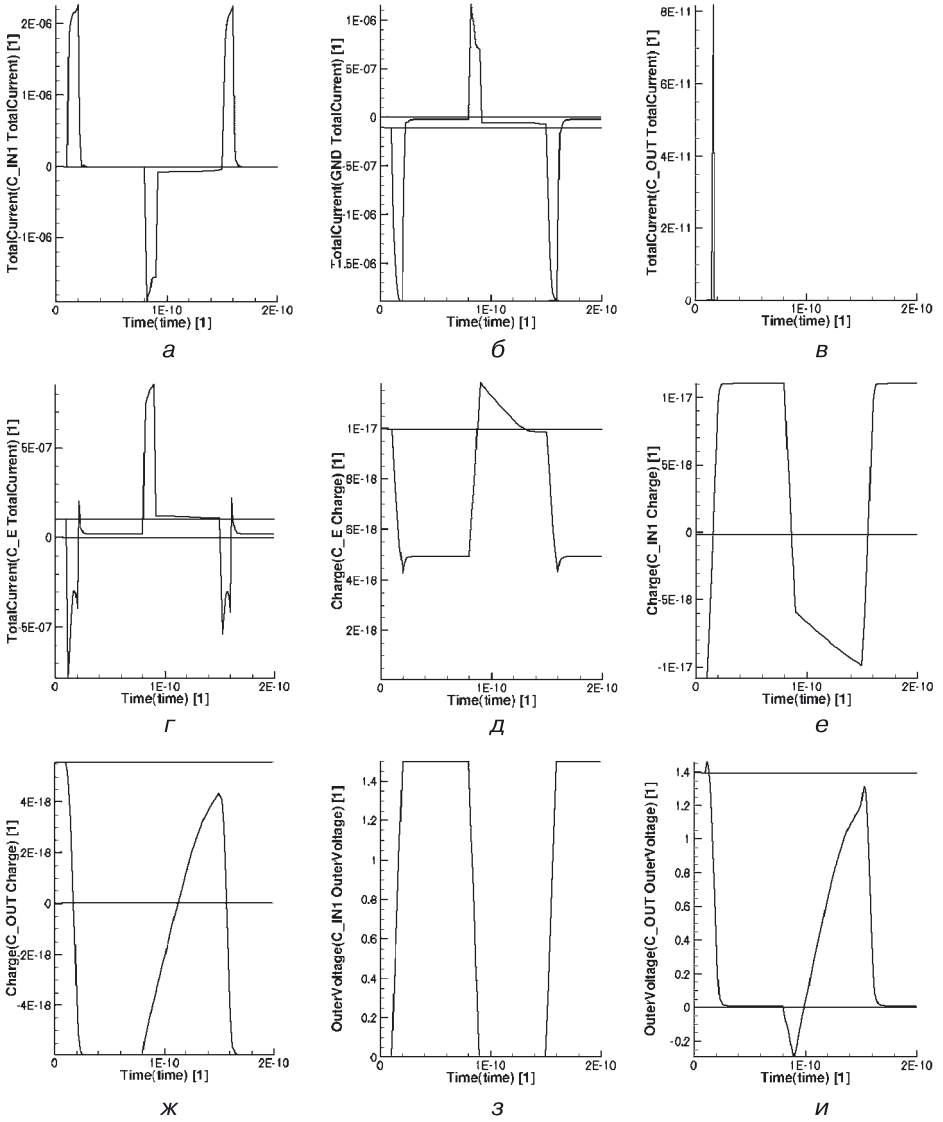 TotalCurrent(C_IN1 TotalCurrent) [1]
2E-06
1E-06
0
-1E-06
0
1E-10
2E-10
Time(time) [1]
а
TotalCurrent(GND TotalCurrent) [1]
1E-06
5E-07
0
-5E-07
-1E-06
-1.5E-06
0
1E-10
2E-10
Time(time) [1]
б
TotalCurrent(C_OUT TotalCurrent) [1]
8E-11
6E-11
4E-11
2E-11
0
0
1E-10
2E-10
Time(time) [1]
в
TotalCurrent(C_E TotalCurrent) [1]
5E-07
0
-5E-07
0
1E-10
2E-10
Time(time) [1]
г
Charge(C_E Charge) [1]
1E-17
8E-18
6E-18
4E-18
2E-18
0
1E-10
2E-10
Time(time) [1]
д
Charge(C_IN1 Charge) [1]
1E-17
5E-18
0
-5E-18
-1E-17
0
1E-10
2E-10
Time(time) [1]
е
Charge(C_OUT Charge) [1]
4E-18
2E-18
0
-2E-18
-4E-18
0
1E-10
2E-10
Time(time) [1]
ж
OuterVoltage(C_IN1 OuterVoltage) [1]
1.4
1.2
1
0.8
0.6
0.4
0.2
0
0
1E-10
2E-10
Time(time) [1]
з
OuterVoltage(C_OUT OuterVoltage) [1]
1.4
1.2
1
0.8
0.6
0.4
0.2
0
-0.2
0
1E-10
2E-10
Time(time) [1]
и